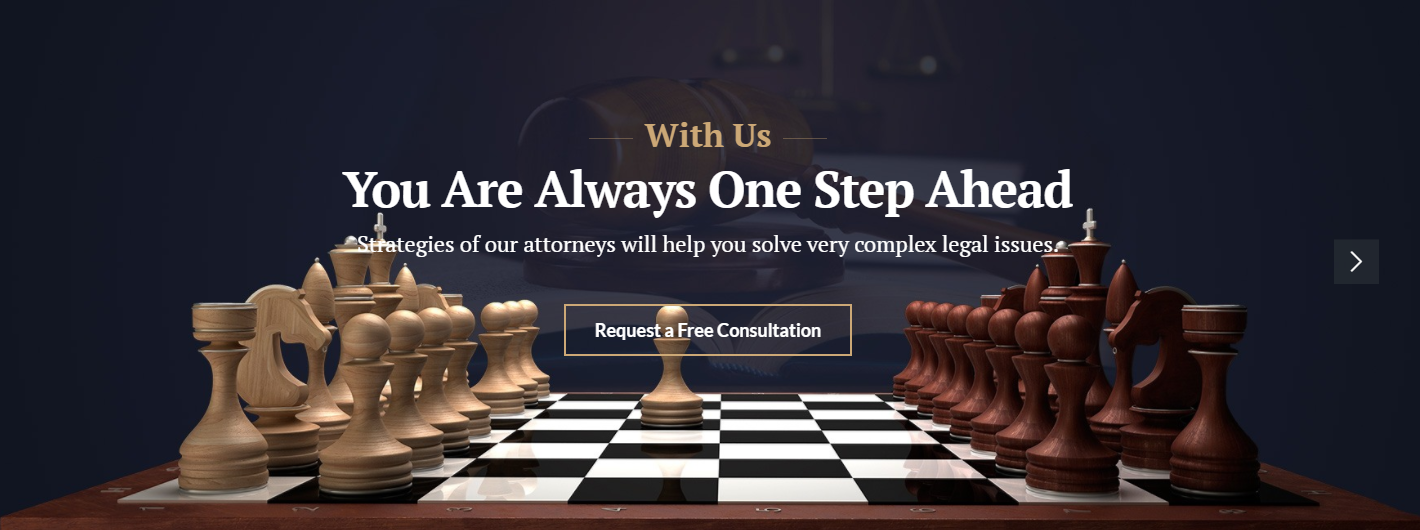 With Us
You Are Always One Step Ahead
Strategies of our attorneys will help you solve very complex legal issues.
Request a Free Consultation